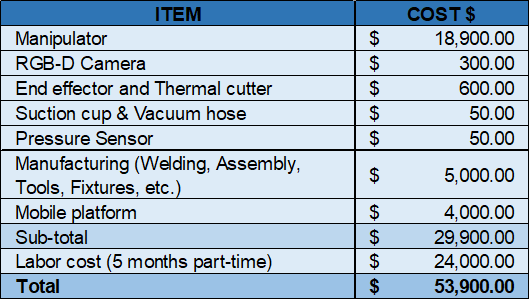 ITEM COST $
Manipulator $ 18,900.00
RGB-D Camera $ 300.00
End effector and Thermal cutter $ 600.00
Suction cup & Vacuum hose $ 50.00
Pressure Sensor $ 50.00
Manufacturing (Welding, Assembly,
Tools, Fixtures, etc.) $ 5,000.00
Mobile platform $ 4,000.00
Sub-total $ 29,900.00
Labor cost (5 months part-time) $ 24,000.00
Total $ 53,900.00